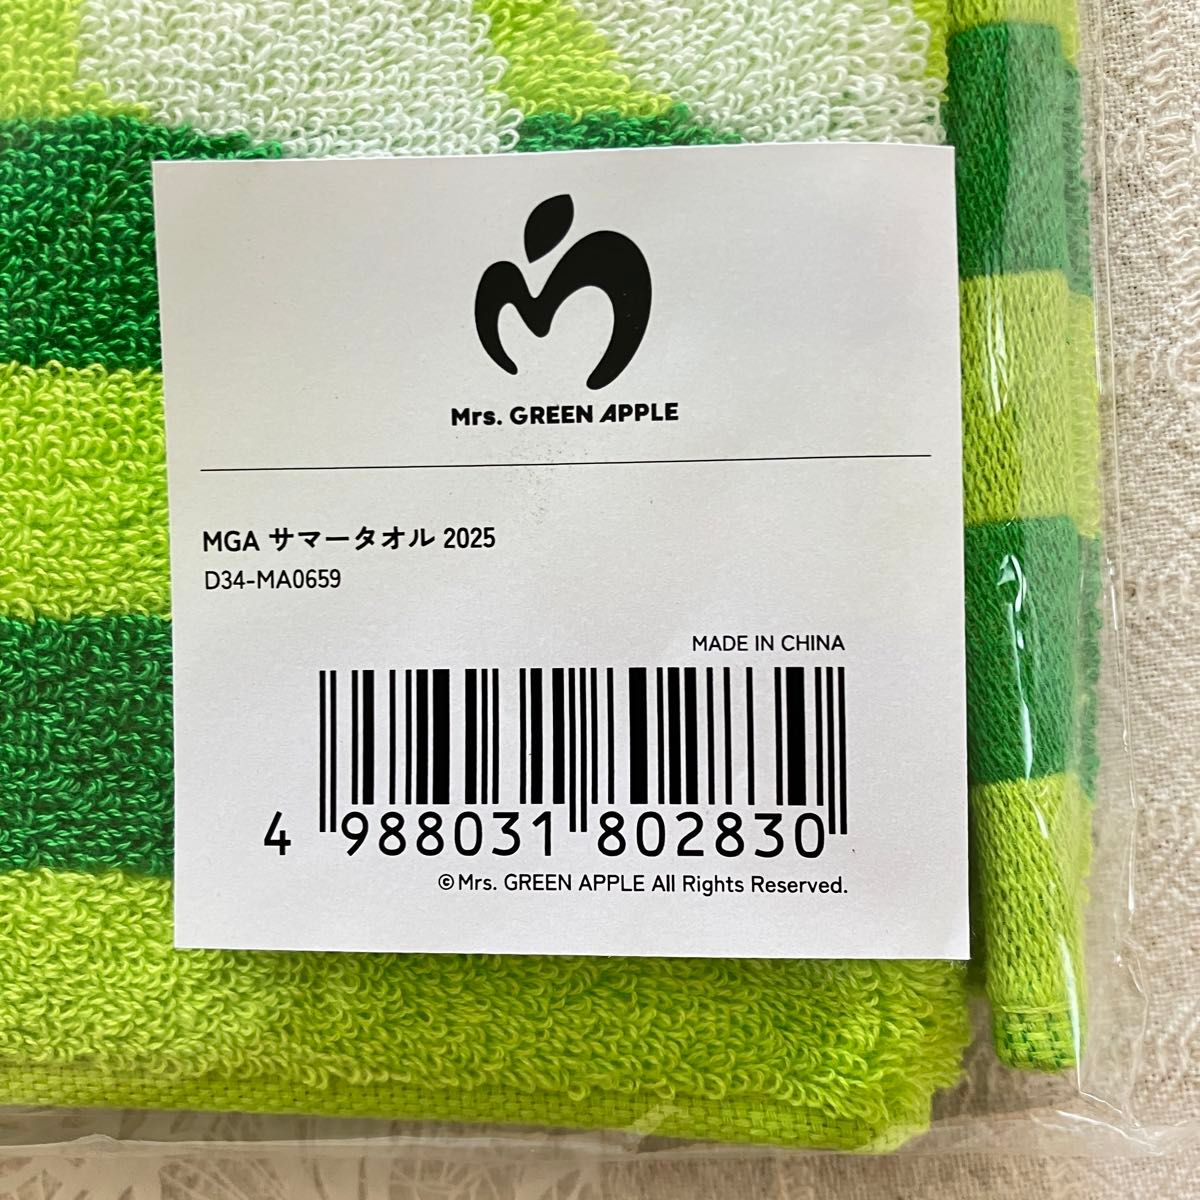 Mrs. GREEN APPLE
MGA サマータオル 2025
D34-MA0659
MADE IN CHINA
4 988031 802830
©Mrs. GREEN APPLE All Rights Reserved.